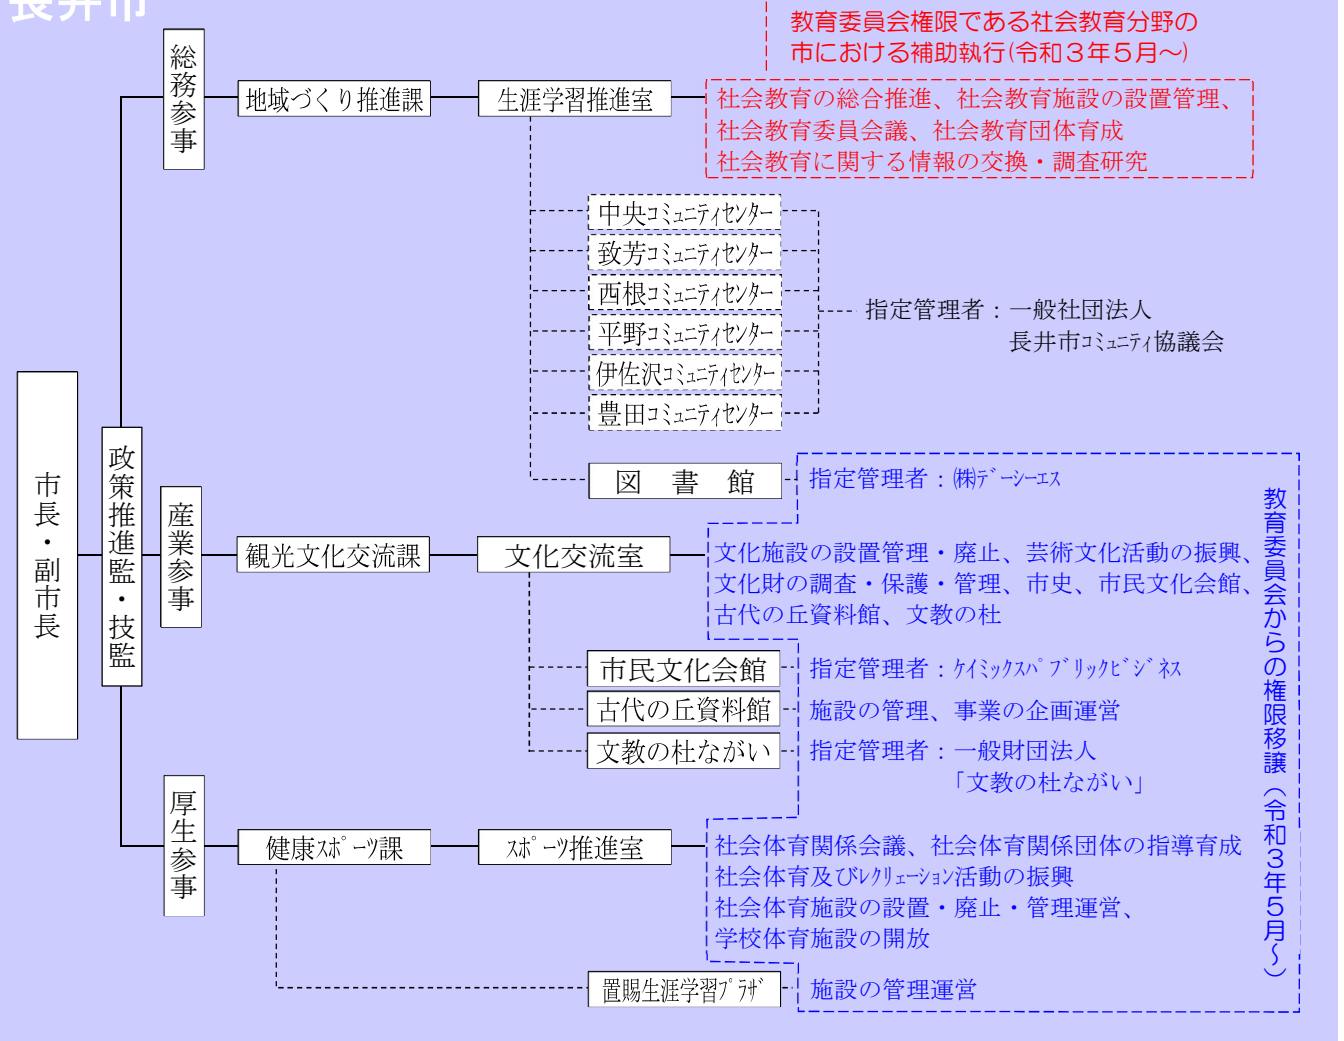 長井市
教育委員会権限である社会教育分野の
市における補助執行(令和３年５月～)
総務参事
地域づくり推進課
生涯学習推進室
社会教育の総合推進、社会教育施設の設置管理、
社会教育委員会議、社会教育団体育成
社会教育に関する情報の交換・調査研究
中央ｺﾐｭﾆﾃｨｾﾝﾀｰ
致芳ｺﾐｭﾆﾃｨｾﾝﾀｰ
西根ｺﾐｭﾆﾃｨｾﾝﾀｰ
平野ｺﾐｭﾆﾃｨｾﾝﾀｰ
伊佐沢ｺﾐｭﾆﾃｨｾﾝﾀｰ
豊田ｺﾐｭﾆﾃｨｾﾝﾀｰ
指定管理者：一般社団法人
長井市ｺﾐｭﾆﾃｨ協議会
図　書　館
指定管理者：㈱ﾃﾞｰｼｰｴｽ
市長・副市長
政策推進監・技監
産業参事
観光文化交流課
文化交流室
文化施設の設置管理・廃止、芸術文化活動の振興、
文化財の調査・保護・管理、市史、市民文化会館、
古代の丘資料館、文教の杜
市民文化会館
指定管理者：ｹｲﾐｯｸｽﾊﾟﾌﾞﾘｯｸﾋﾞｼﾞﾈｽ
古代の丘資料館
施設の管理、事業の企画運営
文教の杜ながい
指定管理者：一般財団法人
「文教の杜ながい」
教育委員会からの権限移譲（令和３年５月～）
厚生参事
健康ｽﾎﾟｰﾂ課
ｽﾎﾟｰﾂ推進室
社会体育関係会議、社会体育関係団体の指導育成
社会体育及びﾚｸﾘｪｰｼｮﾝ活動の振興
社会体育施設の設置・廃止・管理運営、
学校体育施設の開放
置賜生涯学習ﾌﾟﾗｻﾞ
施設の管理運営